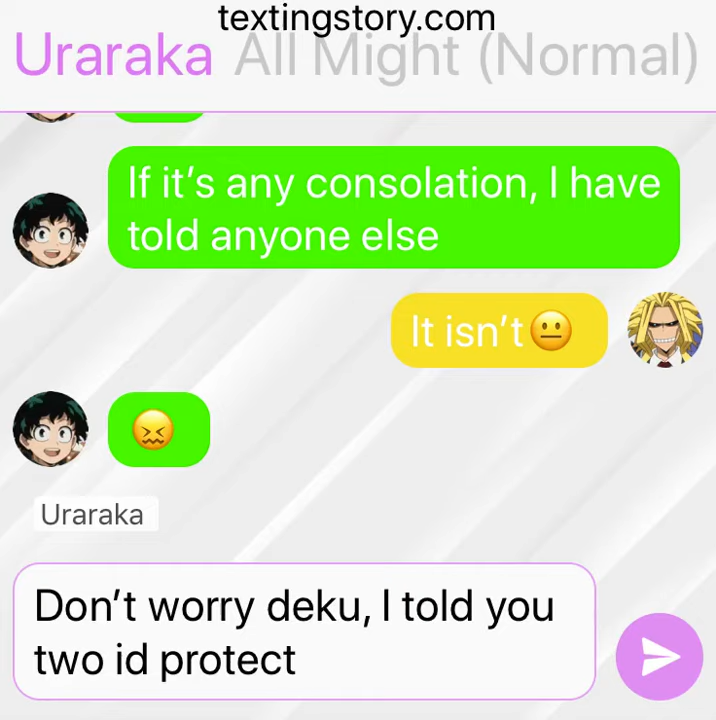 textingstory.com
Uraraka All Might (Normal)
If it's any consolation, I have
told anyone else
It isn't😐
😖
Uraraka
Don't worry deku, I told you
two id protect